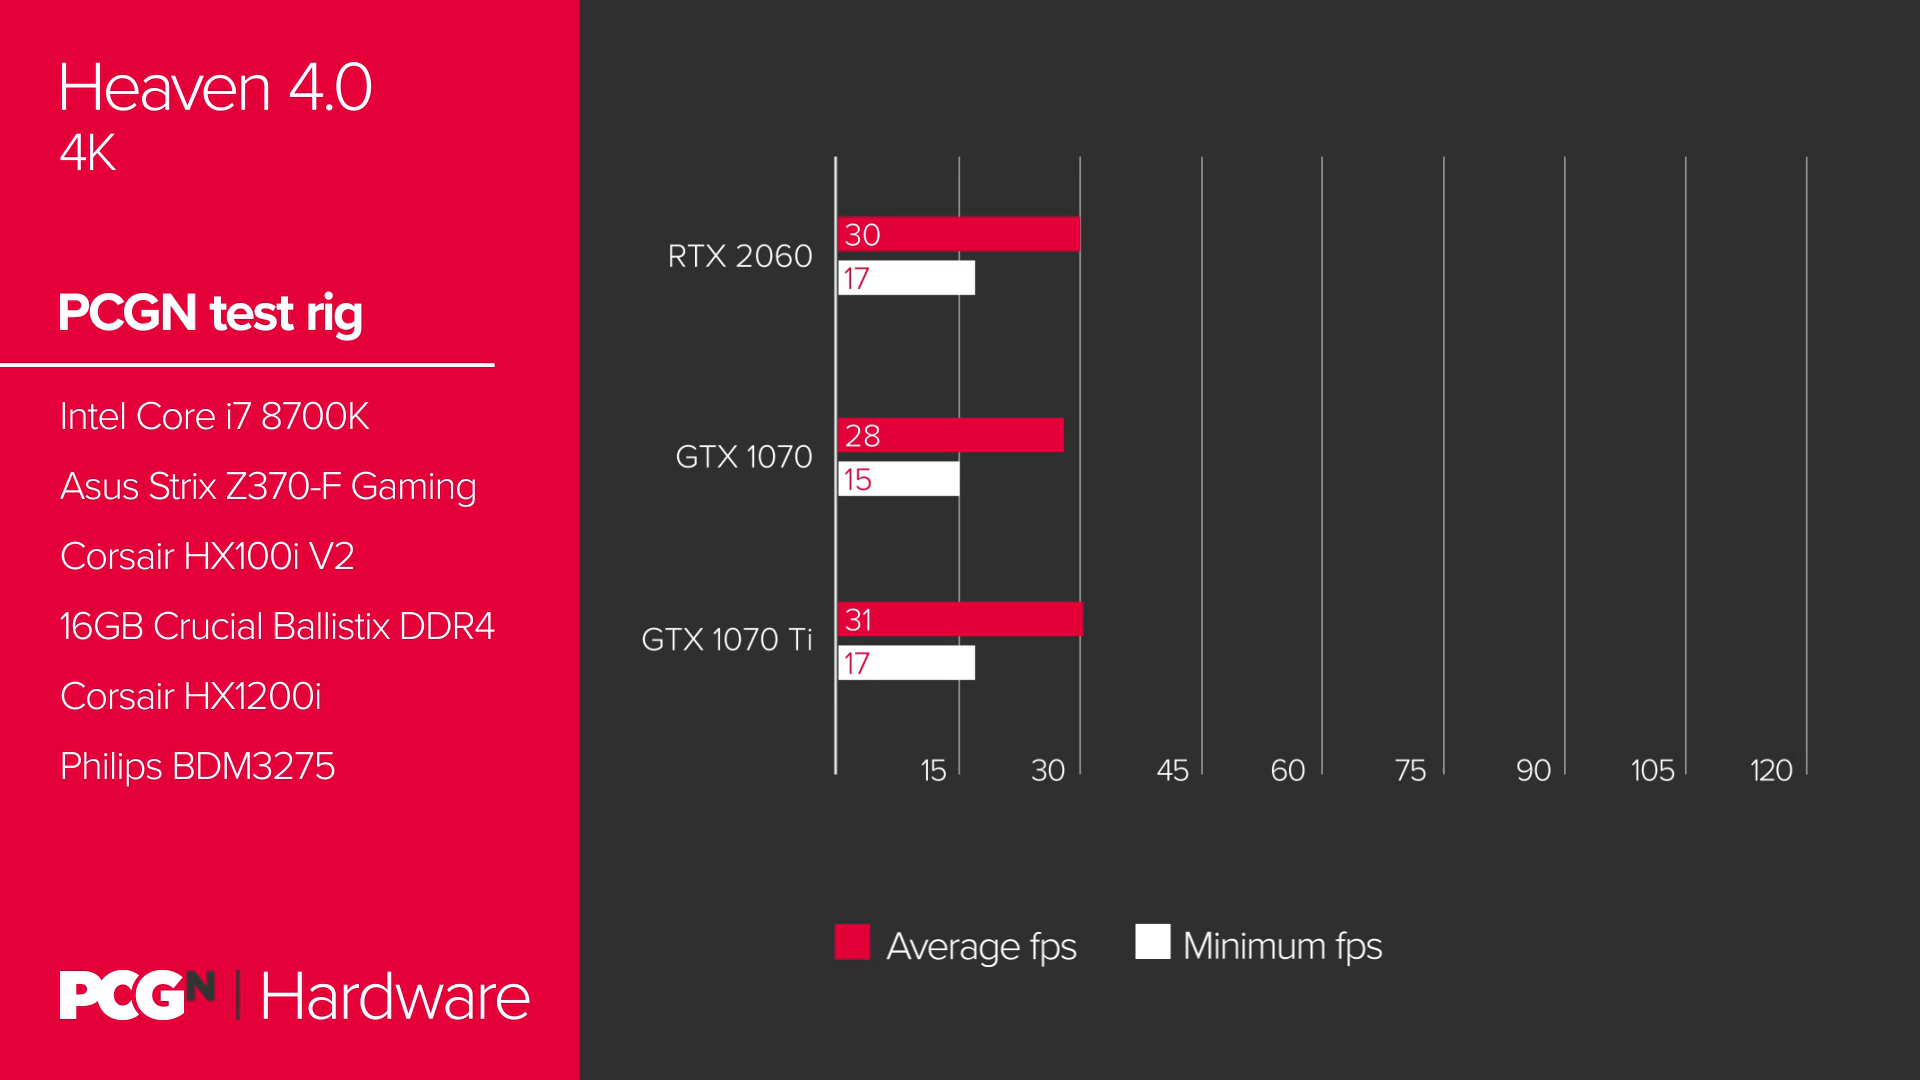 Heaven 4.0
4K
PCGN test rig
Intel Core i7 8700K
Asus Strix Z370-F Gaming
Corsair HX100i V2
16GB Crucial Ballistix DDR4
Corsair HX1200i
Philips BDM3275
PCGN | Hardware
RTX 2060
30
17
GTX 1070
28
15
GTX 1070 Ti
31
17
15 30 45 60 75 90 105 120
Average fps Minimum fps